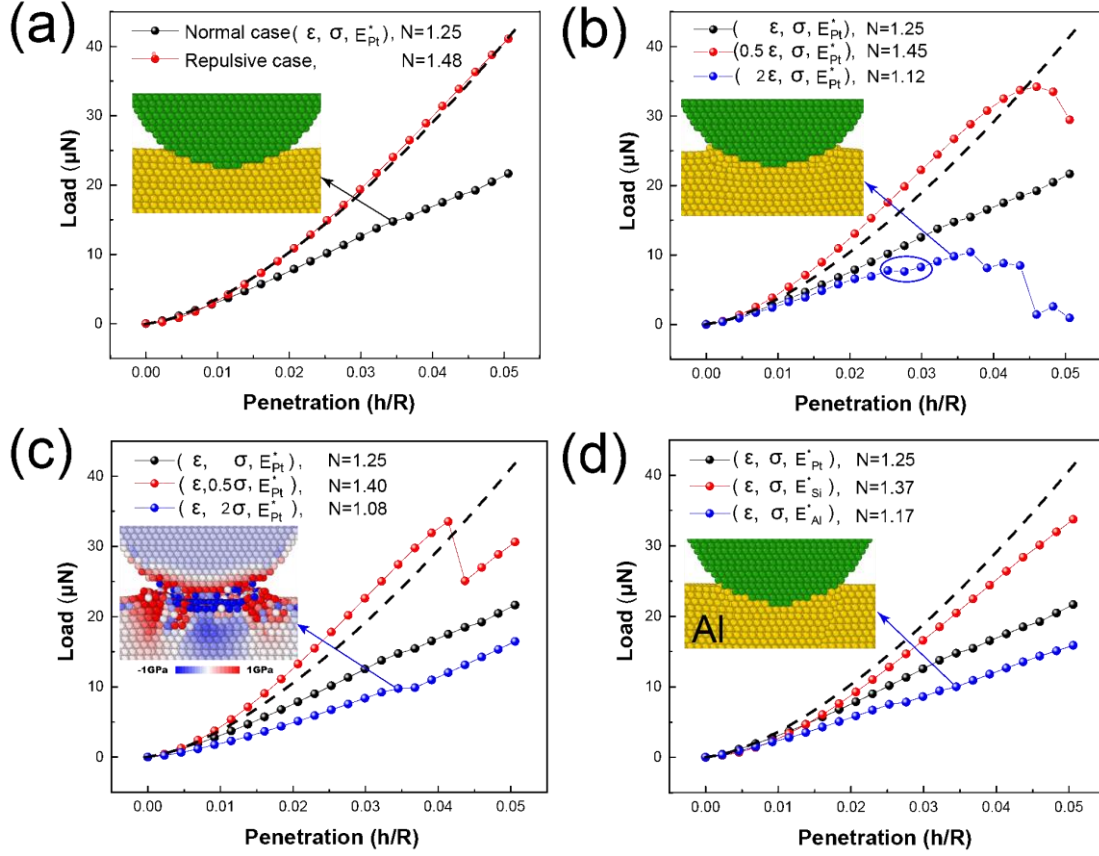 (a)
Normal case ( ε, σ, E*Pt), N=1.25
Repulsive case, N=1.48
40
30
20
10
0
Load (μN)
0.00 0.01 0.02 0.03 0.04 0.05
Penetration (h/R)
(b)
( ε, σ, E*Pt), N=1.25
(0.5 ε, σ, E*Pt), N=1.45
( 2ε, σ, E*Pt), N=1.12
40
30
20
10
0
Load (μN)
0.00 0.01 0.02 0.03 0.04 0.05
Penetration (h/R)
(c)
( ε, σ, E*Pt), N=1.25
( ε,0.5σ, E*Pt), N=1.40
( ε, 2σ, E*Pt), N=1.08
-1GPa 1GPa
40
30
20
10
0
Load (μN)
0.00 0.01 0.02 0.03 0.04 0.05
Penetration (h/R)
(d)
( ε, σ, E*Pt), N=1.25
( ε, σ, E*Si), N=1.37
( ε, σ, E*Al), N=1.17
Al
40
30
20
10
0
Load (μN)
0.00 0.01 0.02 0.03 0.04 0.05
Penetration (h/R)